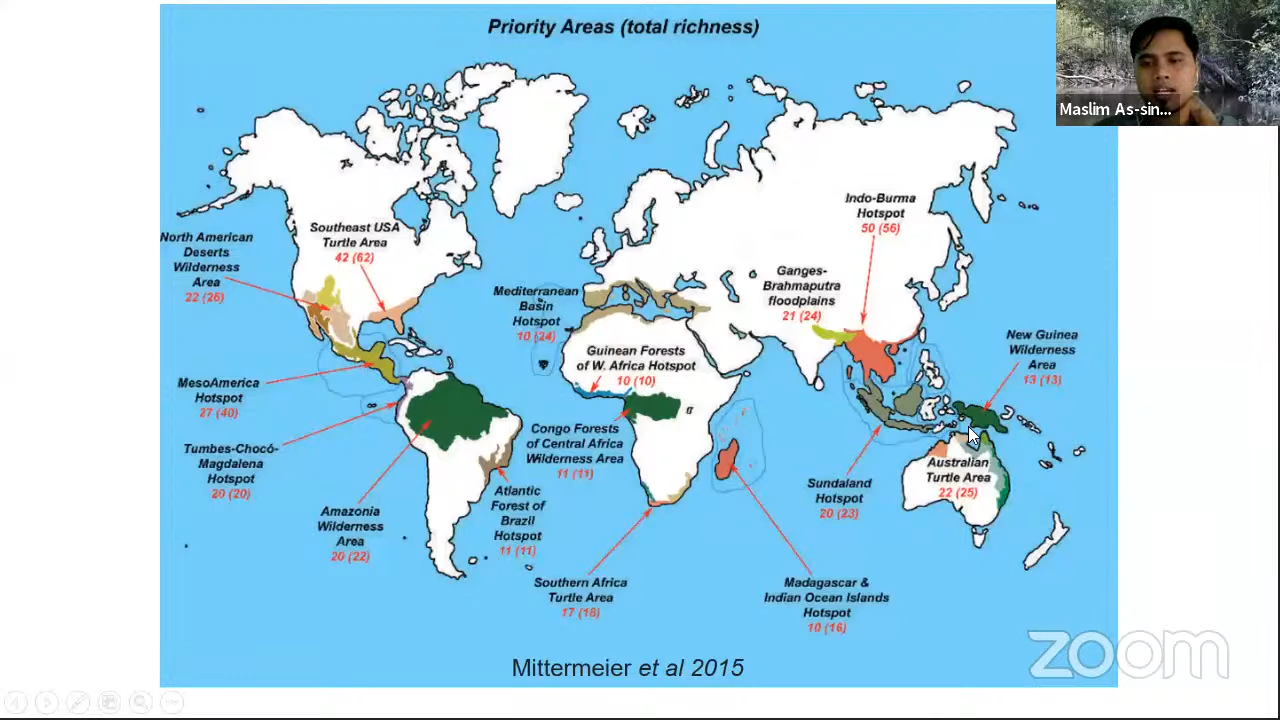 Priority Areas (total richness)
Maslim As-sin...
Indo-Burma
Hotspot
50 (56)
Southeast USA
Turtle Area
42 (62)
North American
Deserts
Wilderness
Area
22 (26)
Ganges-
Brahmaputra
floodplains
21 (24)
Mediterranean
Basin
Hotspot
10 (24)
New Guinea
Wilderness
Area
13 (13)
Guinean Forests
of W. Africa Hotspot
10 (10)
MesoAmerica
Hotspot
27 (40)
Congo Forests
of Central Africa
Wilderness Area
11 (11)
Tumbes-Chocó-
Magdalena
Hotspot
20 (20)
Australian
Turtle Area
22 (25)
Sundaland
Hotspot
20 (23)
Atlantic
Forest of
Brazil
Hotspot
11 (11)
Amazonia
Wilderness
Area
20 (22)
Southern Africa
Turtle Area
17 (18)
Madagascar &
Indian Ocean Islands
Hotspot
10 (16)
Mittermeier et al 2015
zoom